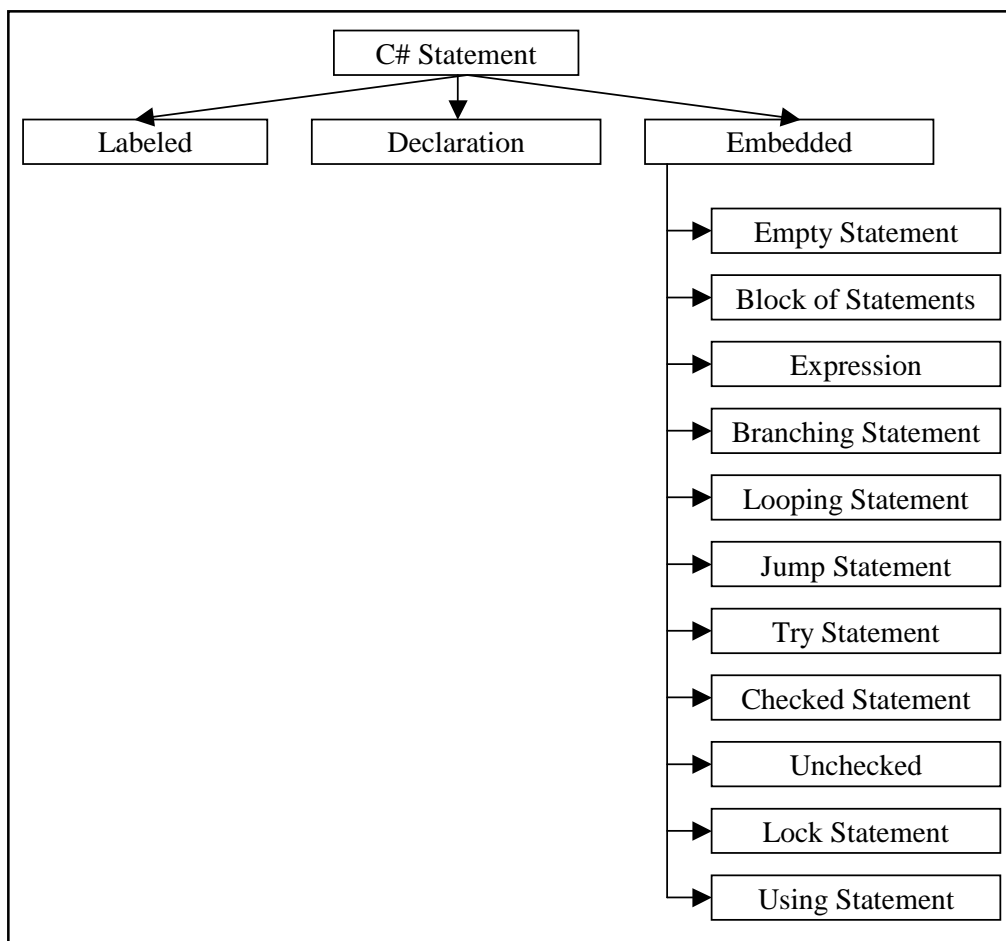 C# Statement
Labeled
Declaration
Embedded
Empty Statement
Block of Statements
Expression
Branching Statement
Looping Statement
Jump Statement
Try Statement
Checked Statement
Unchecked
Lock Statement
Using Statement